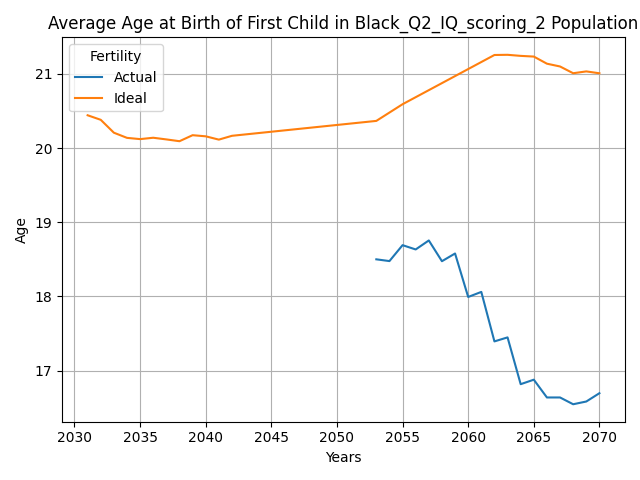 Average Age at Birth of First Child in Black_Q2_IQ_scoring_2 Population
Fertility
Actual
Ideal
Age
21
20
19
18
17
2030 2035 2040 2045 2050 2055 2060 2065 2070
Years